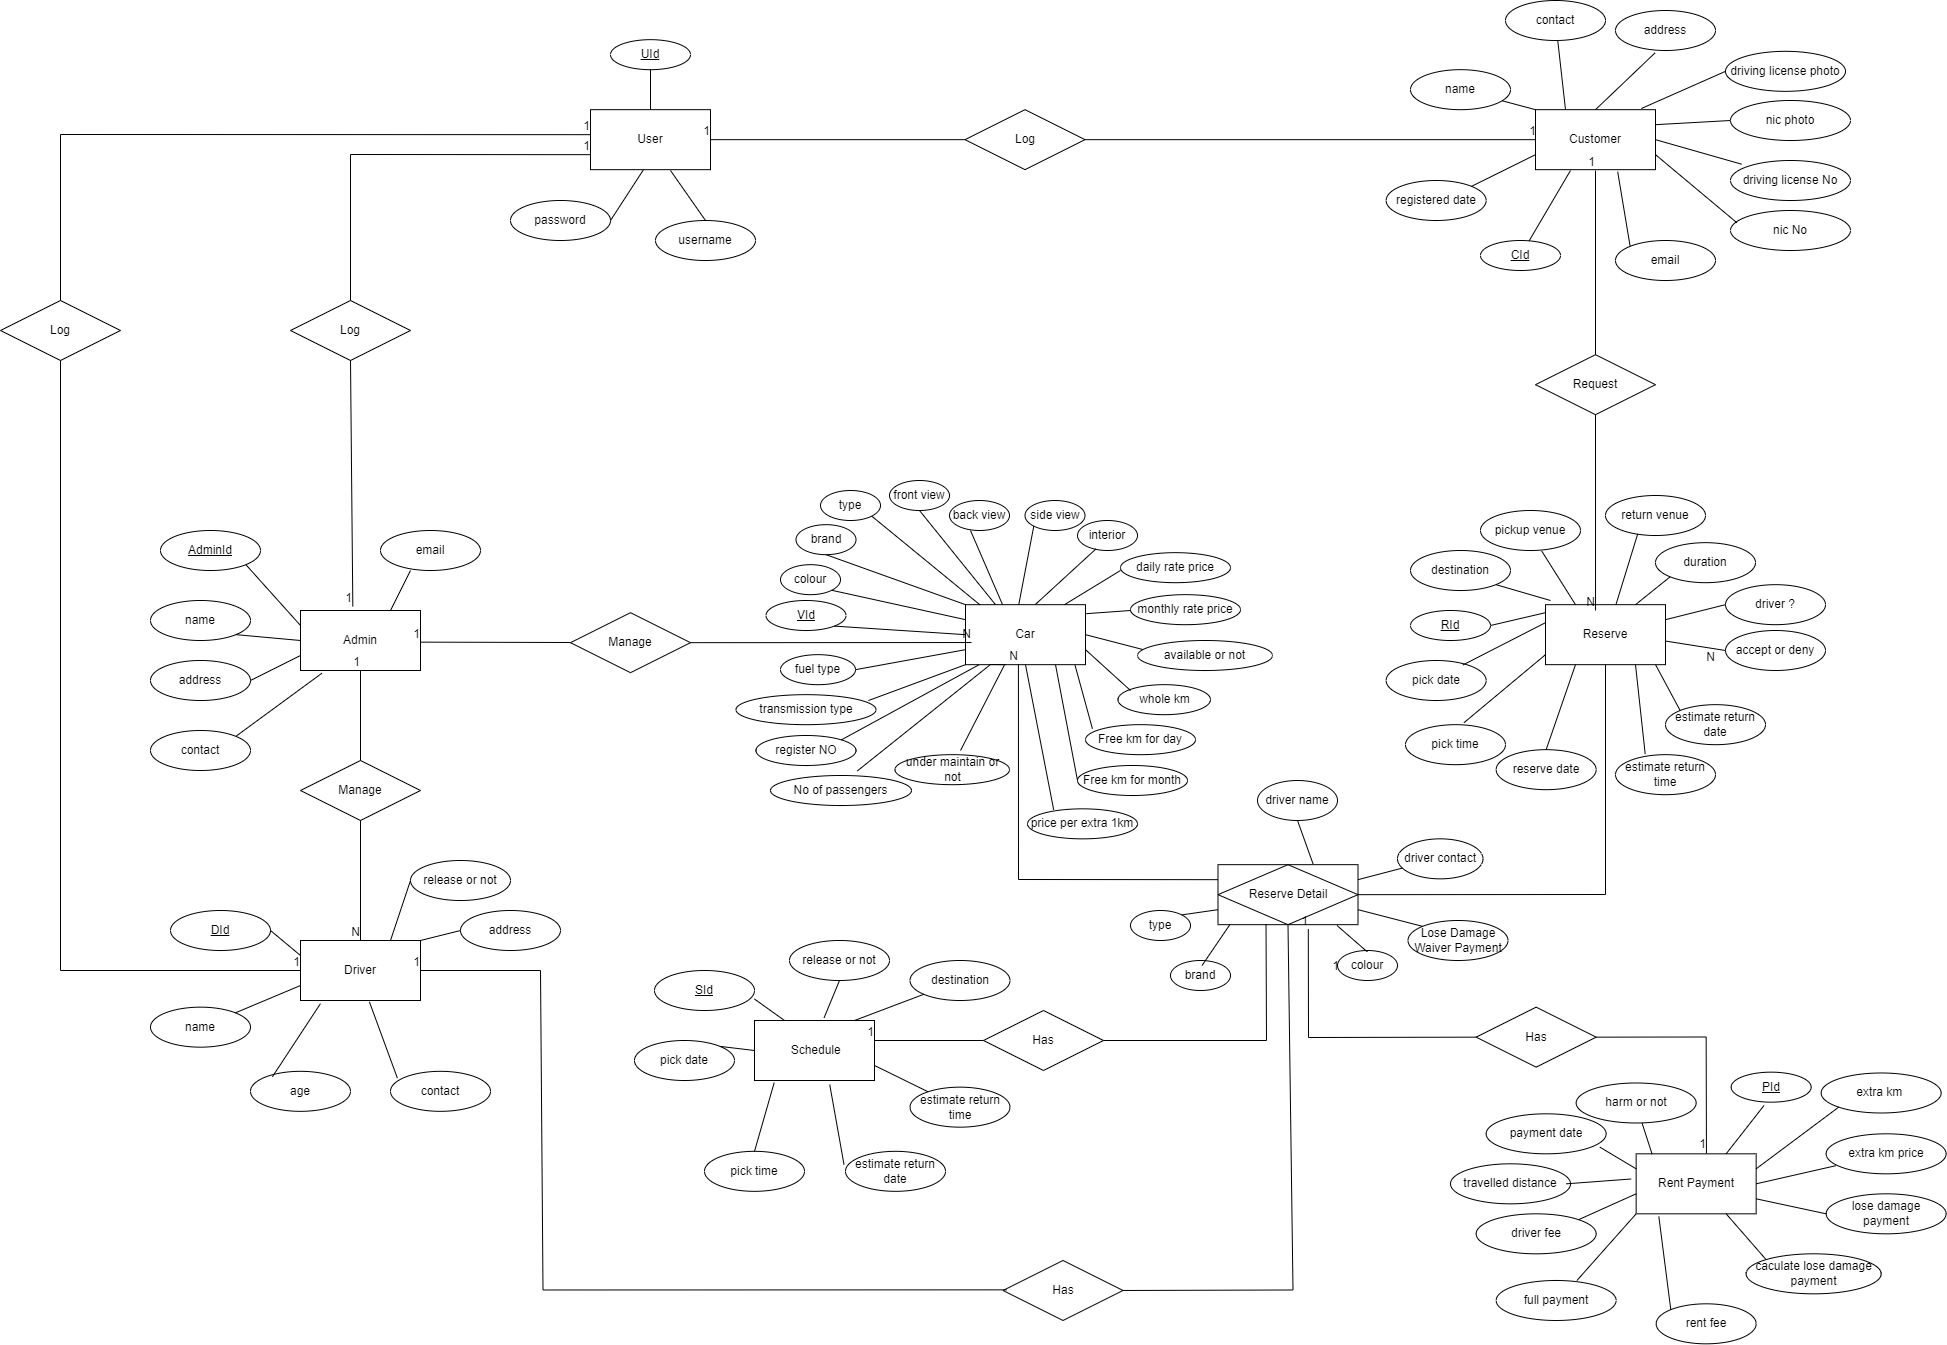 contact
address
UId
driving license photo
name
nic photo
1
1
1
User
Log
1
Customer
1
1
driving license No
registered date
password
nic No
username
CId
email
Log
Log
Request
front view
type
back view
side view
return venue
pickup venue
interior
brand
AdminId
email
daily rate price
duration
destination
colour
1
monthly rate price
N
driver ?
VId
RId
name
1
Admin
Manage
N
Car
Reserve
1
N
available or not
N
accept or deny
fuel type
address
pick date
whole km
transmission type
estimate return
date
Free km for day
pick time
contact
register NO
under maintain or
not
reserve date
estimate return
time
Free km for month
Manage
No of passengers
driver name
price per extra 1km
driver contact
release or not
Reserve Detail
DId
address
type
1
N
Lose Damage
Waiver Payment
1
1
Driver
release or not
1
colour
brand
destination
SId
name
1
Has
Has
Schedule
pick date
age
contact
estimate return
time
harm or not
PId
extra km
payment date
1
extra km price
pick time
estimate return
date
travelled distance
Rent Payment
lose damage
payment
driver fee
caculate lose damage
payment
Has
full payment
rent fee